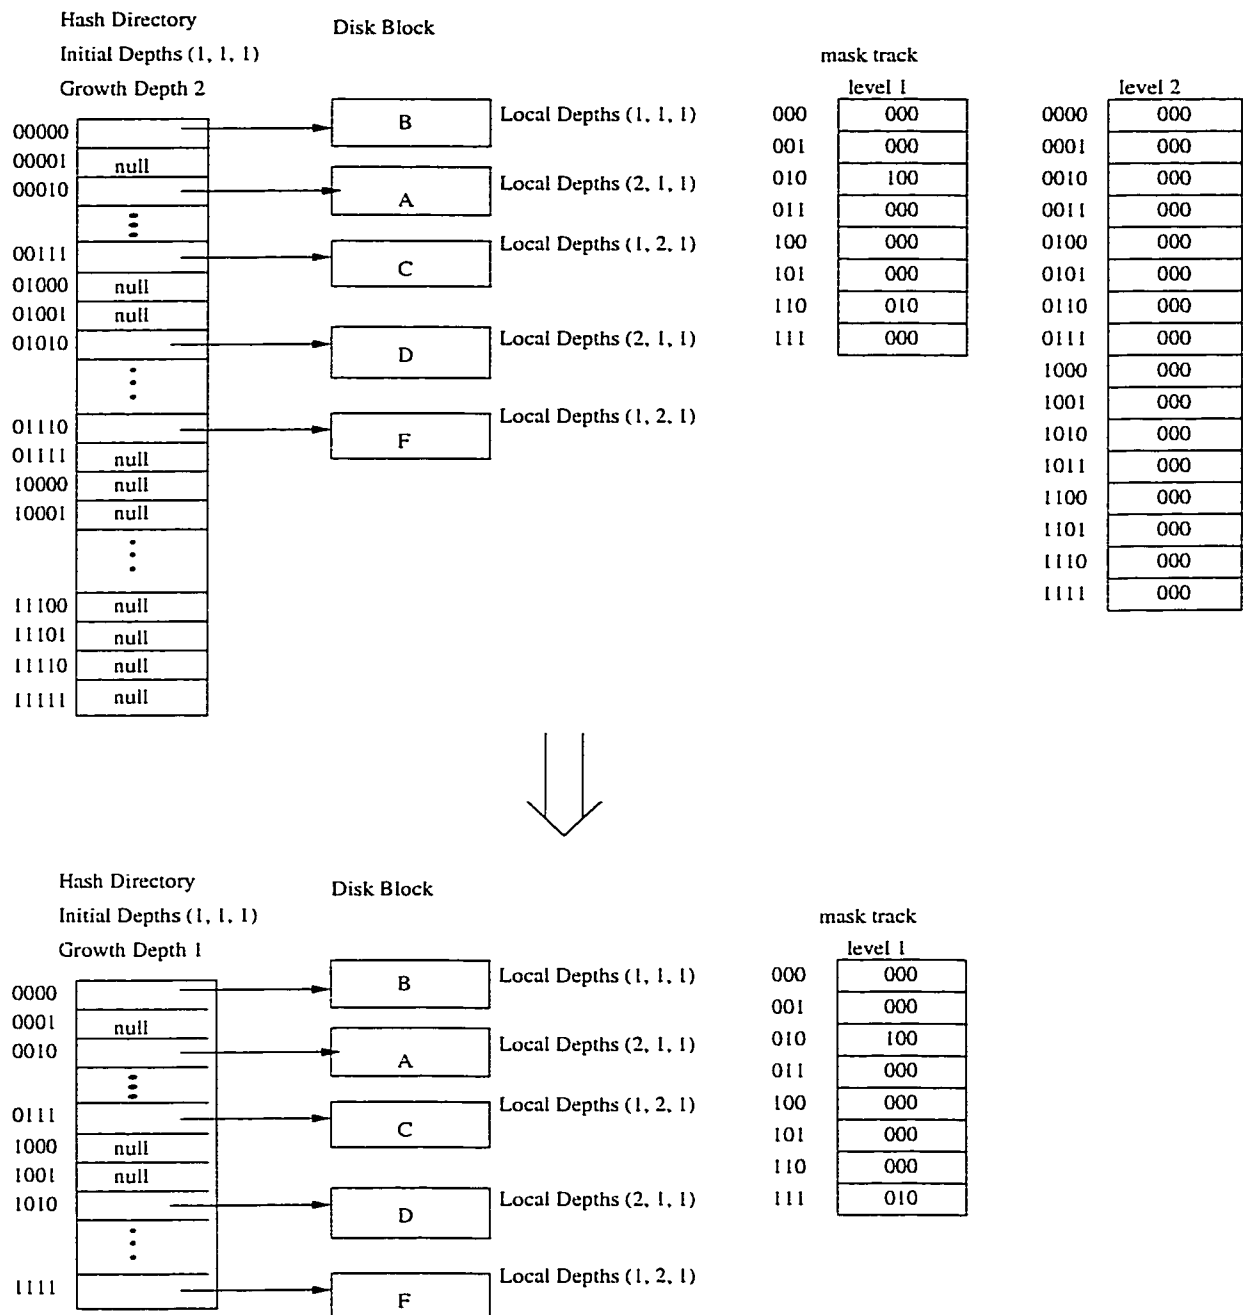 Hash Directory
Initial Depths (1, 1, 1)
Growth Depth 2
Disk Block
00000
00001 null
00010
00111
01000 null
01001 null
01010
01110
01111 null
10000 null
10001 null
11100 null
11101 null
11110 null
11111 null
B Local Depths (1, 1, 1)
A Local Depths (2, 1, 1)
C Local Depths (1, 2, 1)
D Local Depths (2, 1, 1)
F Local Depths (1, 2, 1)
mask track
level 1
000 000
001 000
010 100
011 000
100 000
101 000
110 010
111 000
level 2
0000 000
0001 000
0010 000
0011 000
0100 000
0101 000
0110 000
0111 000
1000 000
1001 000
1010 000
1011 000
1100 000
1101 000
1110 000
1111 000
Hash Directory
Initial Depths (1, 1, 1)
Growth Depth 1
Disk Block
0000
0001 null
0010
0111
1000 null
1001 null
1010
1111
B Local Depths (1, 1, 1)
A Local Depths (2, 1, 1)
C Local Depths (1, 2, 1)
D Local Depths (2, 1, 1)
F Local Depths (1, 2, 1)
mask track
level 1
000 000
001 000
010 100
011 000
100 000
101 000
110 000
111 010